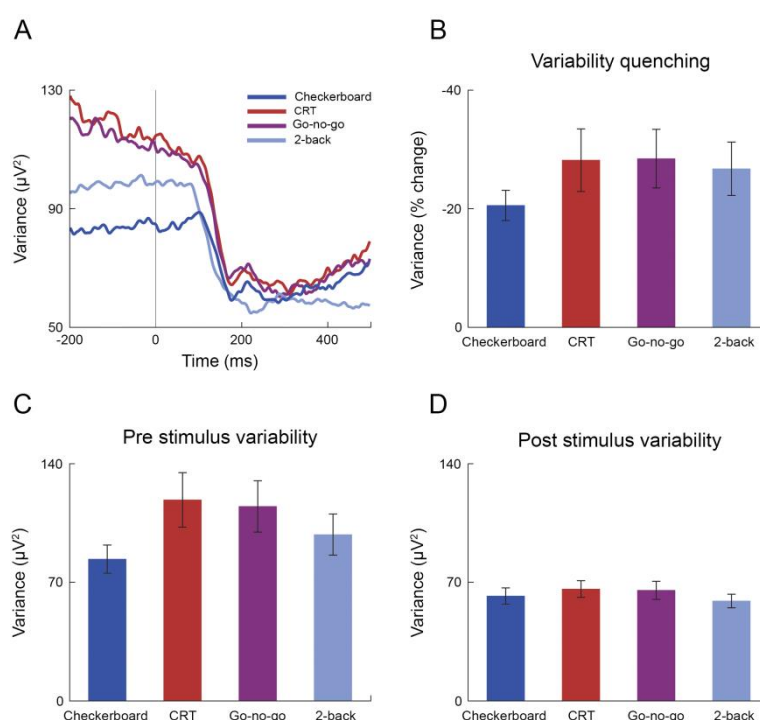 A
130
90
50
-200
0
200
400
Variance (µV²)
Time (ms)
Checkerboard
CRT
Go-no-go
2-back
B
Variability quenching
-40
-20
0
Variance (% change)
Checkerboard
CRT
Go-no-go
2-back
C
Pre stimulus variability
140
70
0
Variance (µV²)
Checkerboard
CRT
Go-no-go
2-back
D
Post stimulus variability
140
70
0
Variance (µV²)
Checkerboard
CRT
Go-no-go
2-back